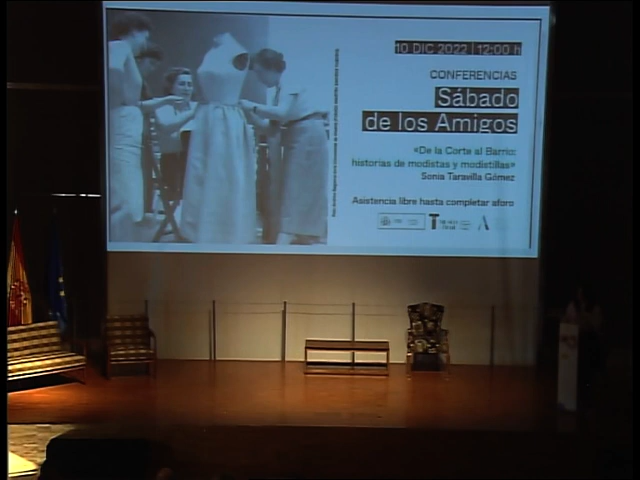 10 DIC 2022 | 12:00 h
CONFERENCIAS
Sábado
de los Amigos
«De la Corte al Barrio:
historias de modistas y modistillas»
Sonia Taravilla Gómez
Asistencia libre hasta completar aforo